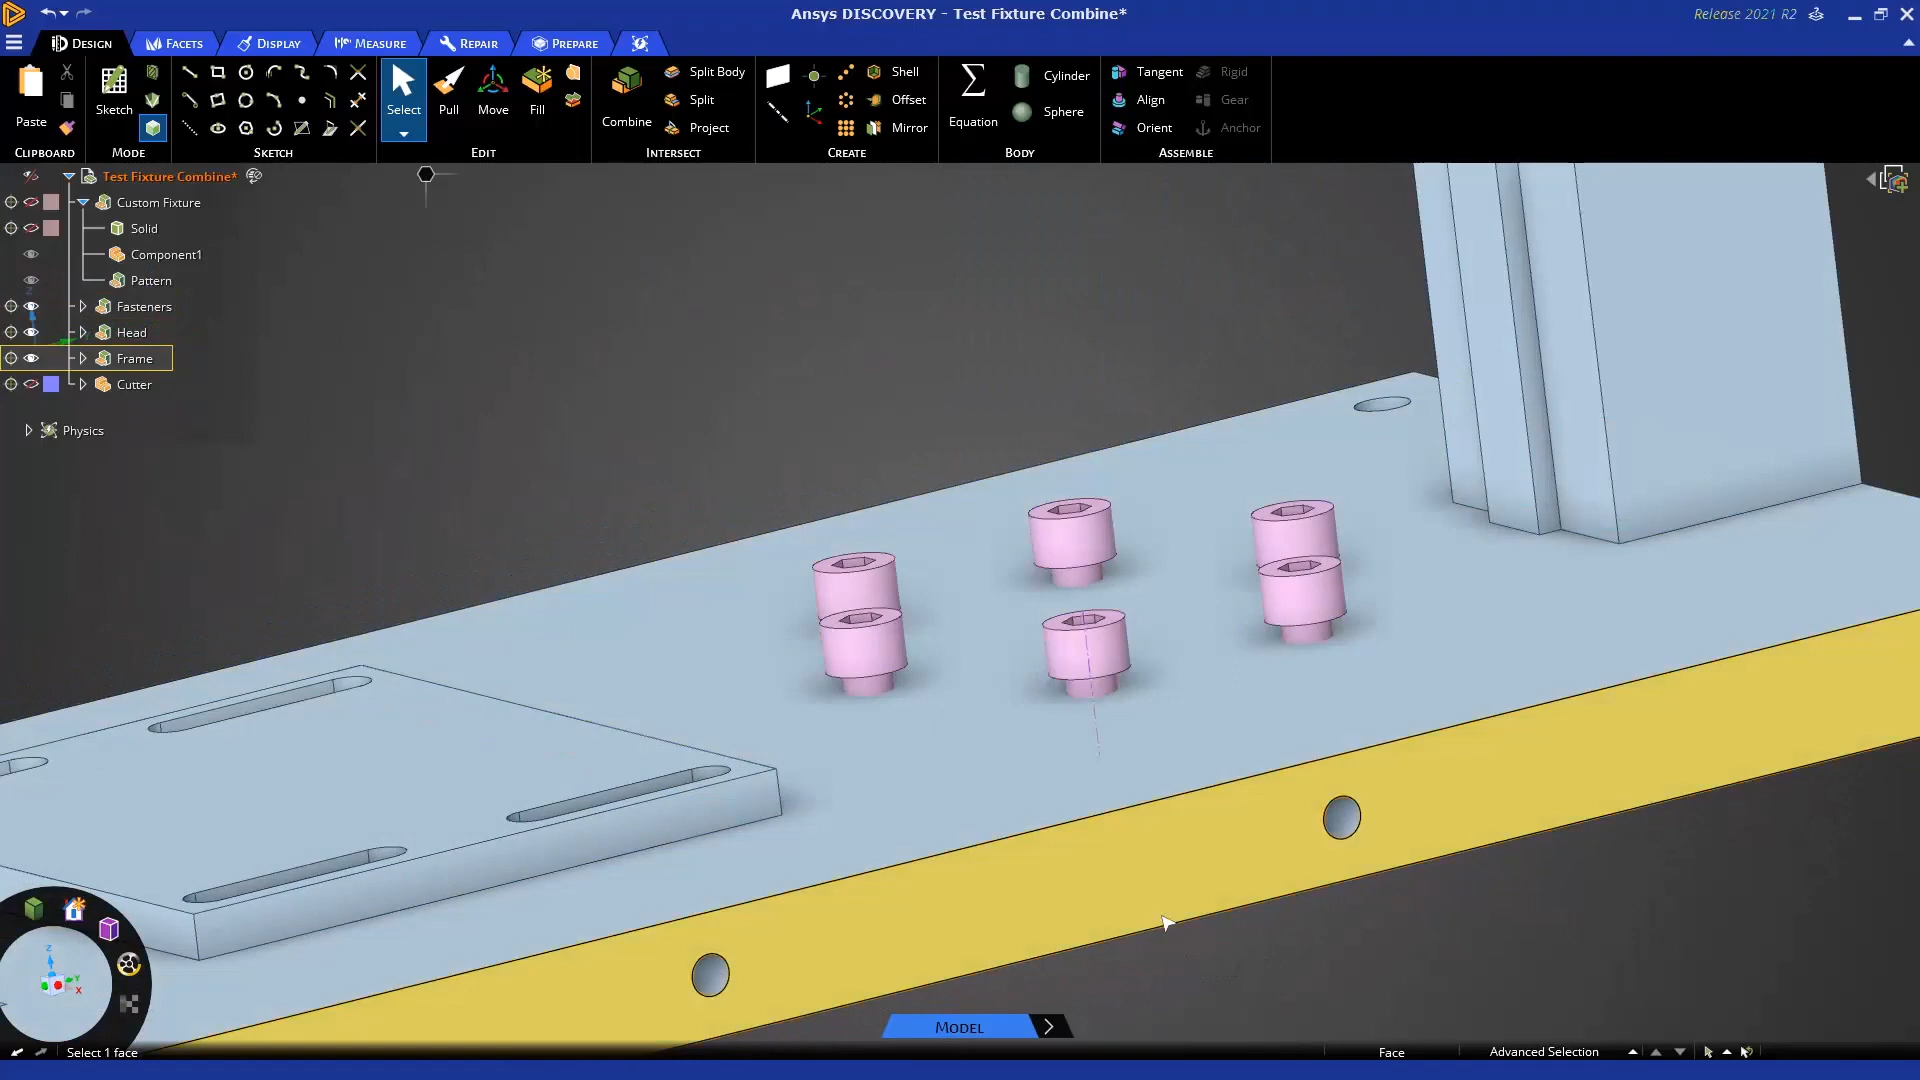 Ansys DISCOVERY - Test Fixture Combine*
Release 2021 R2
DESIGN
FACETS
DISPLAY
MEASURE
REPAIR
PREPARE
Paste
Sketch
Select
Pull
Move
Fill
Combine
Split Body
Split
Project
Shell
Offset
Mirror
Equation
Cylinder
Sphere
Tangent
Align
Orient
Rigid
Gear
Anchor
CLIPBOARD
MODE
SKETCH
EDIT
INTERSECT
CREATE
BODY
ASSEMBLE
Test Fixture Combine*
Custom Fixture
Solid
Component1
Pattern
Fasteners
Head
Frame
Cutter
Physics
Z
Y
X
MODEL
Select 1 face
Face
Advanced Selection